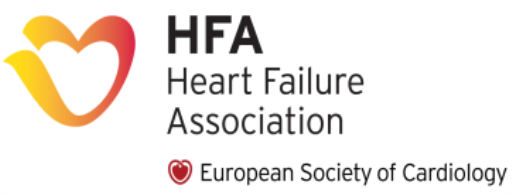 HFA
Heart Failure
Association
European Society of Cardiology